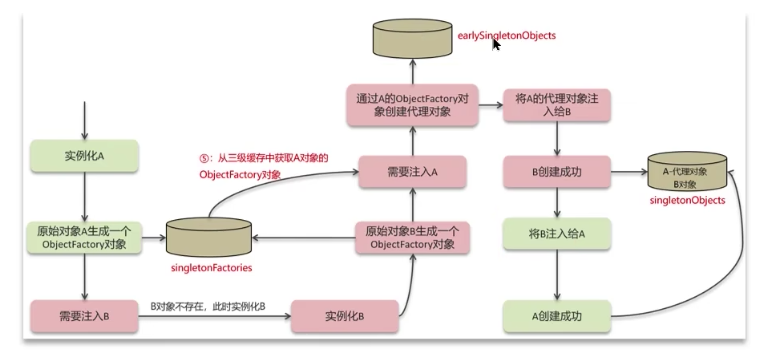 earlySingletonObjects
通过A的ObjectFactory对
象创建代理对象
将A的代理对象注
入给B
实例化A
⑤：从三级缓存中获取A对象的
ObjectFactory对象
需要注入A
B创建成功
A-代理对象
B对象
singletonObjects
原始对象A生成一个
ObjectFactory对象
singletonFactories
原始对象B生成一个
ObjectFactory对象
将B注入给A
需要注入B
B对象不存在，此时实例化B
实例化B
A创建成功